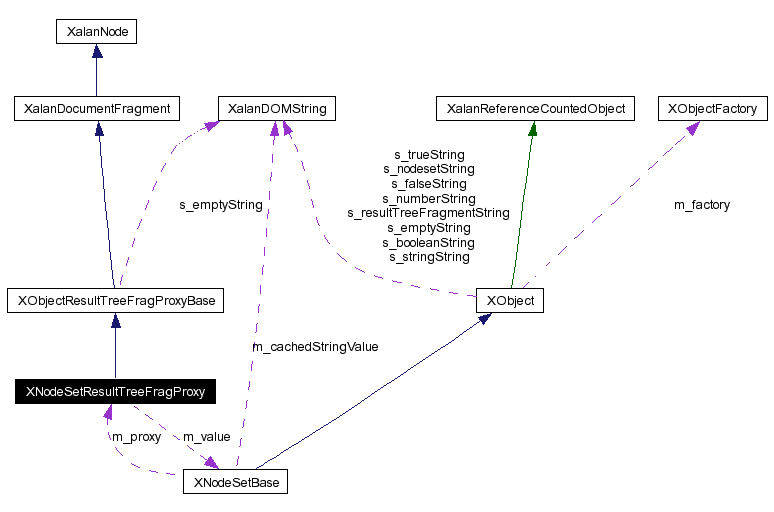 XalanNode
XalanDocumentFragment
XalanDOMString
XalanReferenceCountedObject
XObjectFactory
s_trueString
s_nodesetString
s_falseString
s_numberString
s_resultTreeFragmentString
s_emptyString
s_booleanString
s_stringString
s_emptyString
m_factory
XObjectResultTreeFragProxyBase
XObject
m_cachedStringValue
XNodeSetResultTreeFragProxy
m_proxy
m_value
XNodeSetBase